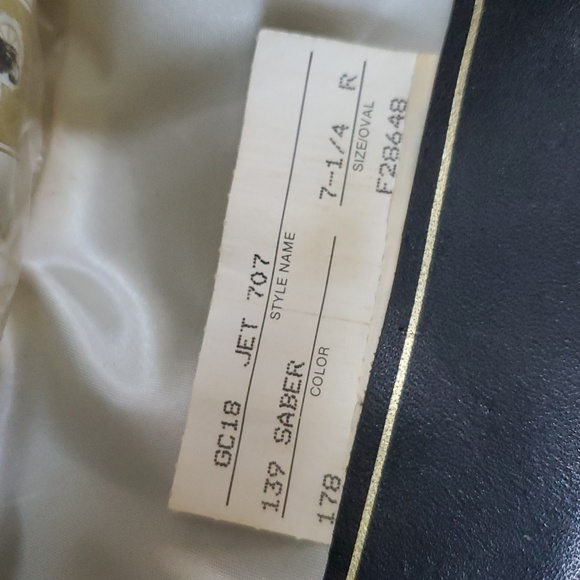 GC18 JET 707
STYLE NAME
139 SABER 7-1/4 R
COLOR SIZE/OVAL
178 F28648